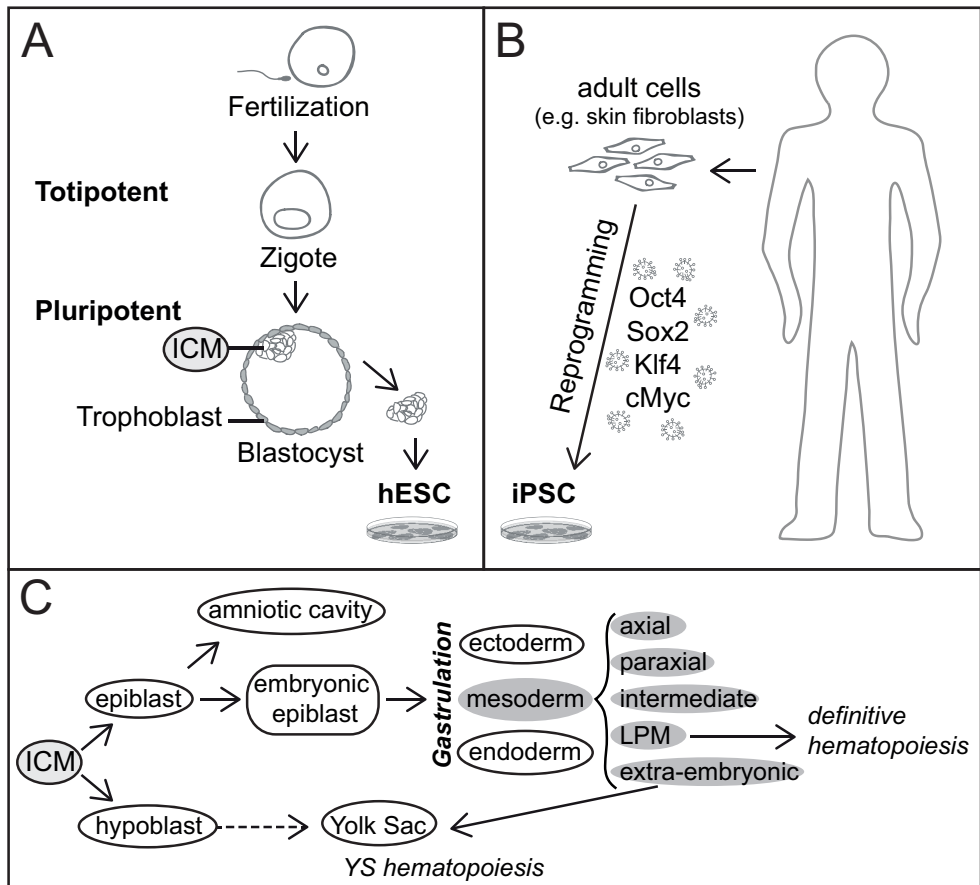 A
Fertilization
Totipotent
Zigote
Pluripotent
ICM
Trophoblast
Blastocyst
hESC
B
adult cells
(e.g. skin fibroblasts)
Reprogramming
Oct4
Sox2
Klf4
cMyc
iPSC
C
amniotic cavity
epiblast
embryonic
epiblast
ICM
hypoblast
Gastrulation
ectoderm
mesoderm
endoderm
axial
paraxial
intermediate
LPM
extra-embryonic
definitive
hematopoiesis
Yolk Sac
YS hematopoiesis